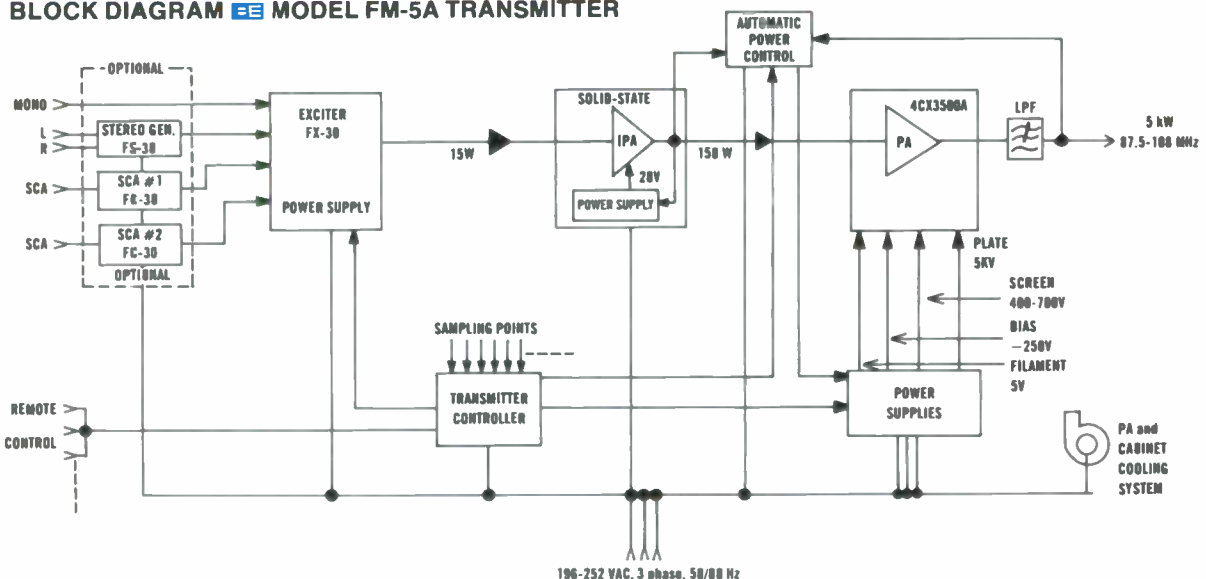 BLOCK DIAGRAM BE MODEL FM-5A TRANSMITTER
OPTIONAL
MONO
L
R
STEREO GEN.
FS-30
SCA
SCA #1
FC-30
SCA
SCA #2
FC-30
OPTIONAL
EXCITER
FX-30
POWER SUPPLY
15W
SOLID-STATE
IPA
28V
POWER SUPPLY
150 W
AUTOMATIC
POWER
CONTROL
4CX3500A
PA
LPF
5 kW
87.5-108 MHz
PLATE
5KV
SCREEN
400-700V
BIAS
-250V
FILAMENT
5V
SAMPLING POINTS
TRANSMITTER
CONTROLLER
POWER
SUPPLIES
REMOTE
CONTROL
PA and
CABINET
COOLING
SYSTEM
196-252 VAC, 3 phase, 50/60 Hz